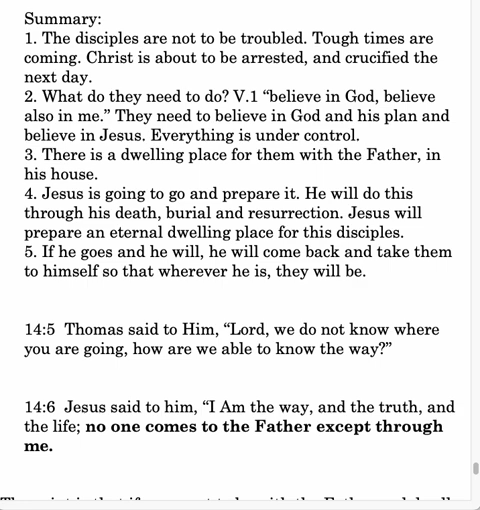 Summary:
1. The disciples are not to be troubled. Tough times are
coming. Christ is about to be arrested, and crucified the
next day.
2. What do they need to do? V.1 “believe in God, believe
also in me.” They need to believe in God and his plan and
believe in Jesus. Everything is under control.
3. There is a dwelling place for them with the Father, in
his house.
4. Jesus is going to go and prepare it. He will do this
through his death, burial and resurrection. Jesus will
prepare an eternal dwelling place for this disciples.
5. If he goes and he will, he will come back and take them
to himself so that wherever he is, they will be.
14:5  Thomas said to Him, “Lord, we do not know where
you are going, how are we able to know the way?”
14:6  Jesus said to him, “I Am the way, and the truth, and
the life; no one comes to the Father except through
me.